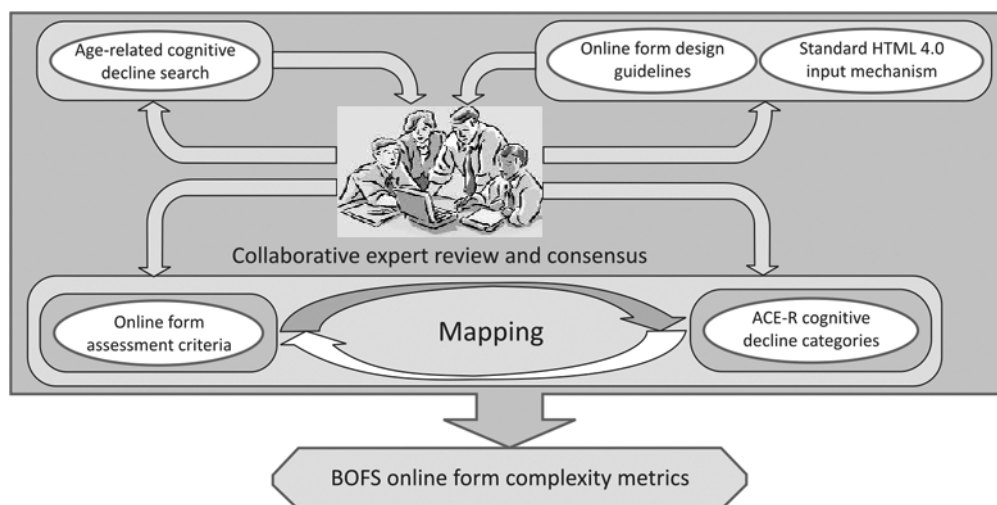 Age-related cognitive
decline search
Online form design
guidelines
Standard HTML 4.0
input mechanism
Collaborative expert review and consensus
Online form
assessment criteria
Mapping
ACE-R cognitive
decline categories
BOFS online form complexity metrics